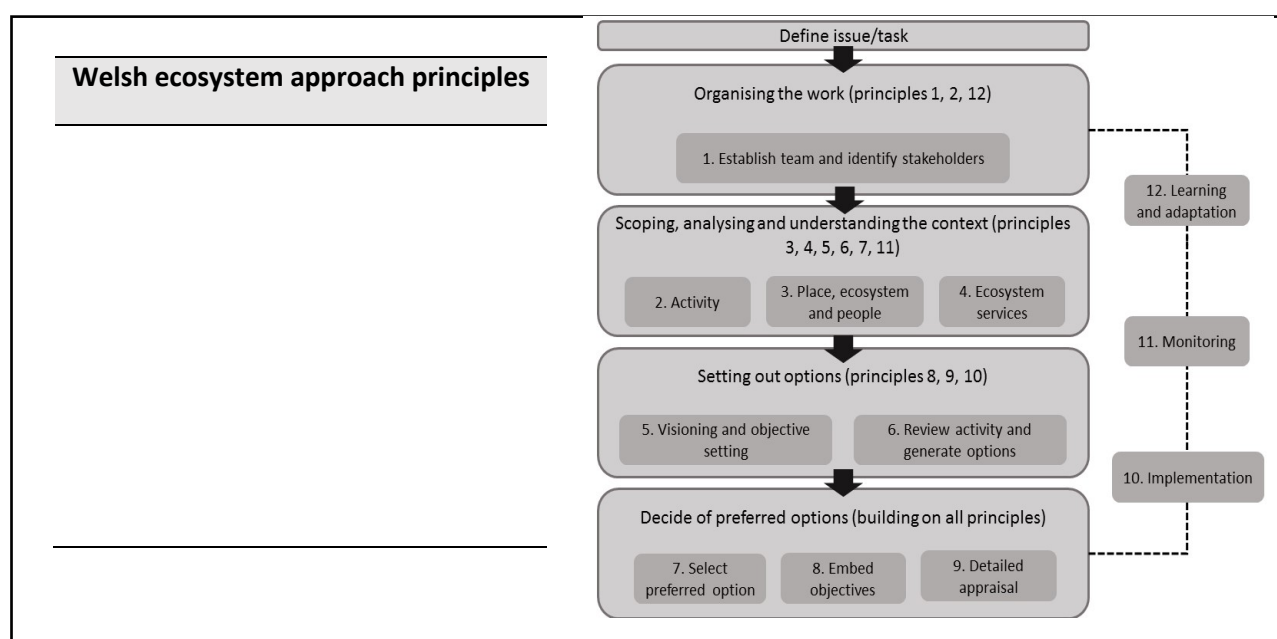 Welsh ecosystem approach principles
Define issue/task
Organising the work (principles 1, 2, 12)
1. Establish team and identify stakeholders
Scoping, analysing and understanding the context (principles
3, 4, 5, 6, 7, 11)
2. Activity
3. Place, ecosystem
and people
4. Ecosystem
services
Setting out options (principles 8, 9, 10)
5. Visioning and objective
setting
6. Review activity and
generate options
Decide of preferred options (building on all principles)
7. Select
preferred option
8. Embed
objectives
9. Detailed
appraisal
12. Learning
and adaptation
11. Monitoring
10. Implementation